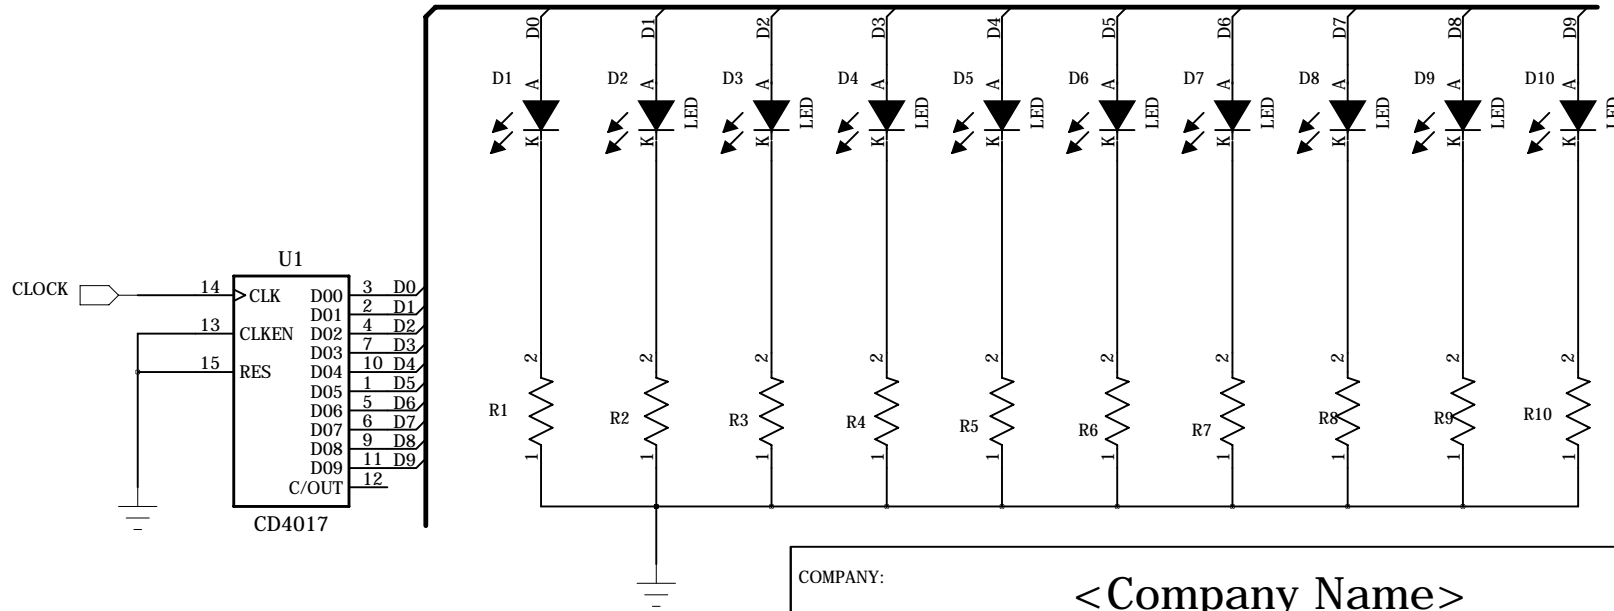 D0 D1 D2 D3 D4 D5 D6 D7 D8 D9
D1 A D2 A D3 A D4 A D5 A D6 A D7 A D8 A D9 A D10 A
LED LED LED LED LED LED LED LED LED
K K K K K K K K K K
U1
CLOCK 14 CLK D00 3 D0
D01 2 D1
13 CLKEN D02 4 D2
D03 7 D3
15 RES D04 10 D4
D05 1 D5
D06 5 D6
D07 6 D7
D08 9 D8
D09 11 D9
C/OUT 12
CD4017
2 2 2 2 2 2 2 2 2 2
R1 R2 R3 R4 R5 R6 R7 R8 R9 R10
1 1 1 1 1 1 1 1 1 1
COMPANY:
<Company Name>